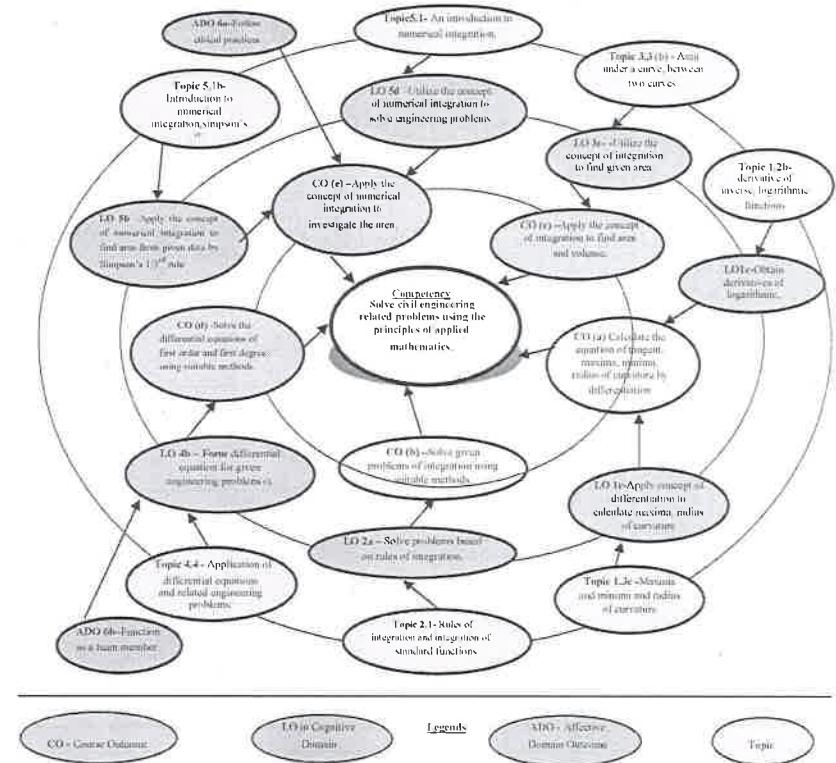 ADO 6a-Follow
ethical practices
Topic5.1- An introduction to
numerical integration.
Topic 3.3 (b) - Area
under a curve, between
two curves
Topic 5.1b-
Introduction to
numerical
integration,simpson's
LO 5d -Utilize the concept
of numerical integration to
solve engineering problems
LO 3c- -Utilize the
concept of integration
to find given area
Topic 1.2b-
derivative of
inverse, logarithmic
functions
CO (e) -Apply the
concept of numerical
integration to
investigate the area
LO 5b -Apply the concept
of numerical integration to
find area from given data by
Simpson's 1/3rd rule
CO (c) -Apply the concept
of integration to find area
and volume.
LO1c-Obtain
derivatives of
logarithmic,
Competency
Solve civil engineering
related problems using the
principles of applied
mathematics.
CO (d) -Solve the
differential equations of
first order and first degree
using suitable methods.
CO (a) Calculate the
equation of tangent,
maxima, minima,
radius of curvature by
differentiation
CO (b) -Solve given
problems of integration using
suitable methods.
LO 4b - Form differential
equation for given
engineering problem
LO 1e-Apply concept of
differentiation to
calculate maxima, radius
of curvature
LO 2a - Solve problems based
on rules of integration.
Topic 4.4 - Application of
differential equations
and related engineering
problems
Topic 1.3c -Maxima
and minima and radius
of curvature
ADO 6b-Function
as a team member
Topic 2.1- Rules of
integration and integration of
standard functions
Legends
CO - Course Outcome
LO in Cognitive
Domain
ADO - Affective
Domain Outcome
Topic